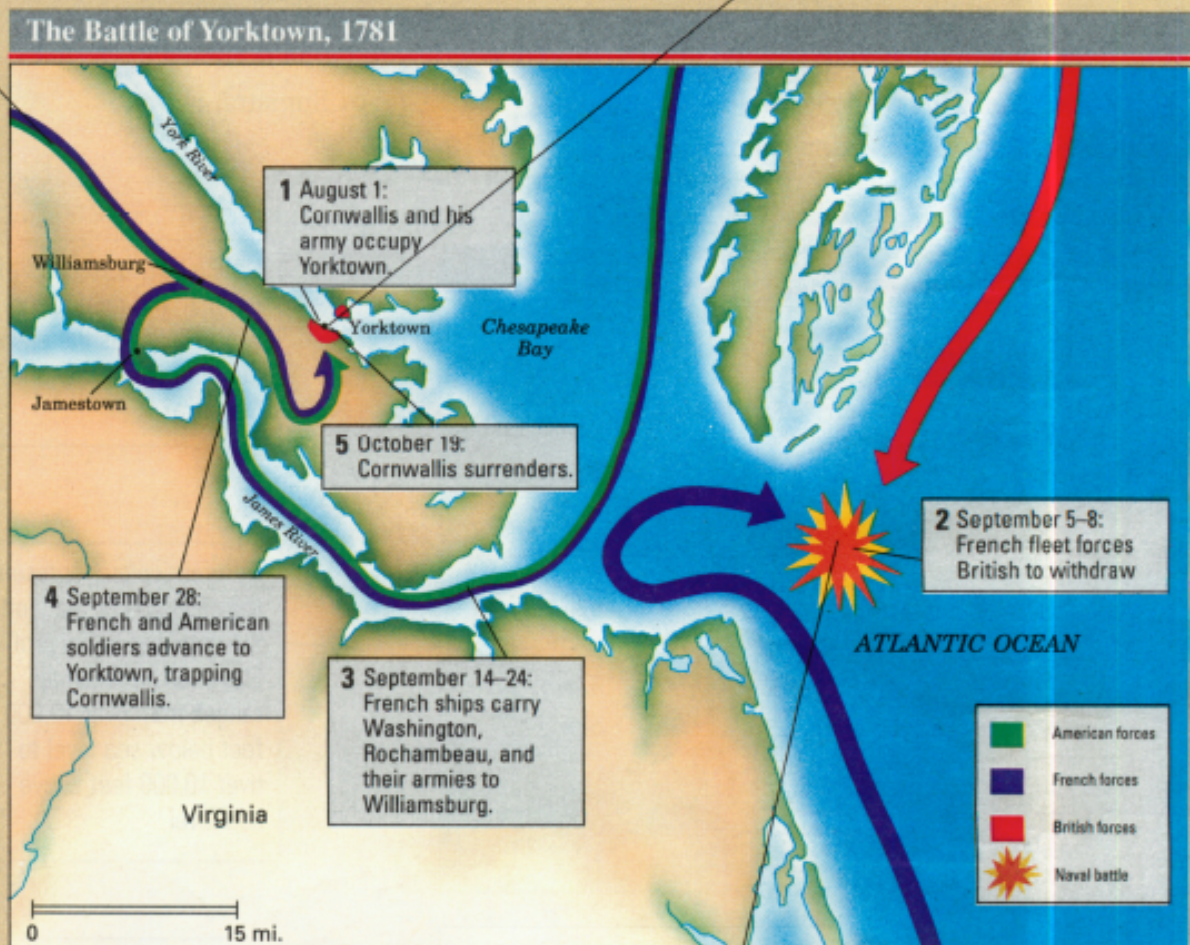 The Battle of Yorktown, 1781
York River
1 August 1:
Cornwallis and his
army occupy
Yorktown.
Williamsburg
Yorktown
Chesapeake
Bay
Jamestown
5 October 19:
Cornwallis surrenders.
James River
2 September 5–8:
French fleet forces
British to withdraw
4 September 28:
French and American
soldiers advance to
Yorktown, trapping
Cornwallis.
3 September 14–24:
French ships carry
Washington,
Rochambeau, and
their armies to
Williamsburg.
ATLANTIC OCEAN
Virginia
American forces
French forces
British forces
Naval battle
0 15 mi.